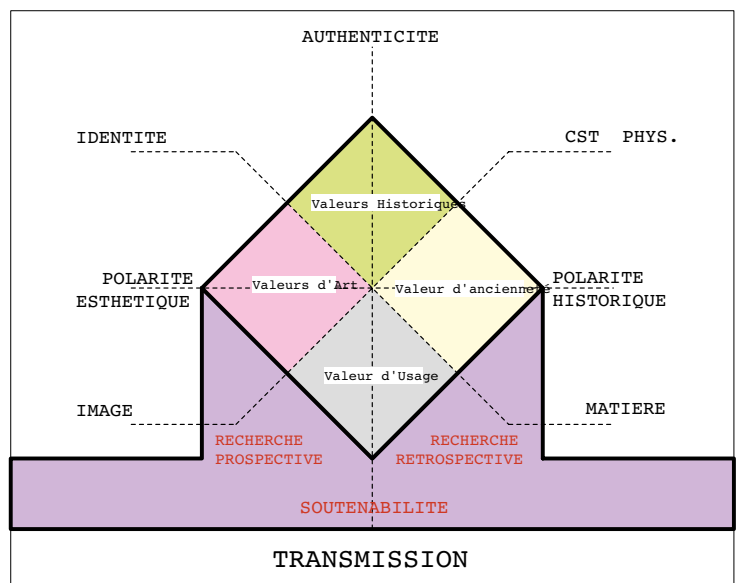 AUTHENTICITE
IDENTITE
CST PHYS.
Valeurs Historiques
POLARITE
ESTHETIQUE
Valeurs d'Art
Valeur d'ancienneté
POLARITE
HISTORIQUE
Valeur d'Usage
IMAGE
MATIERE
RECHERCHE
PROSPECTIVE
RECHERCHE
RETROSPECTIVE
SOUTENABILITE
TRANSMISSION